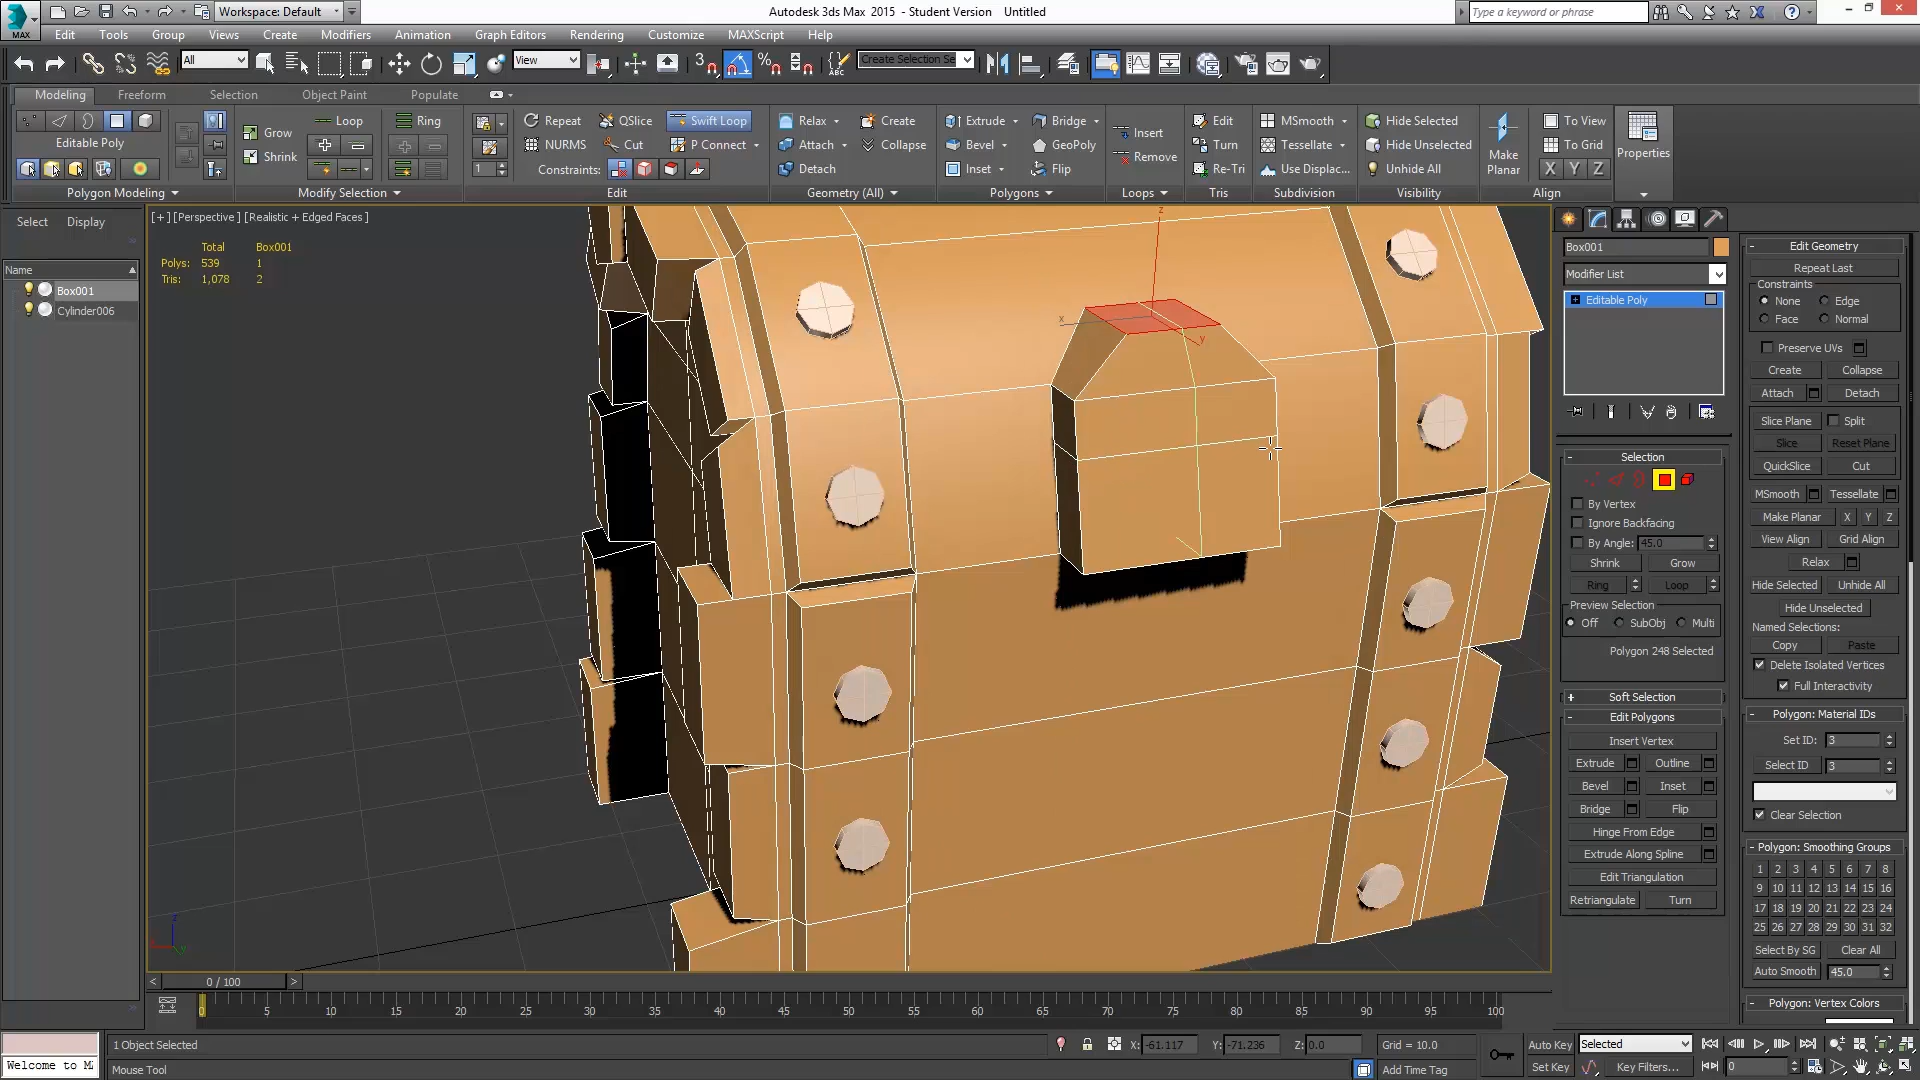 Workspace: Default
Autodesk 3ds Max 2015 - Student Version Untitled
Type a keyword or phrase
MAX
Edit Tools Group Views Create Modifiers Animation Graph Editors Rendering Customize MAXScript Help
All
View
3
ABC
Create Selection Se
Modeling Freeform Selection Object Paint Populate
Editable Poly
Polygon Modeling
Grow
Shrink
Loop
Ring
Modify Selection
Repeat QSlice Swift Loop
NURMS Cut P Connect
1 Constraints:
Edit
Relax Create
Attach Collapse
Detach
Geometry (All)
Extrude Bridge
Bevel GeoPoly
Inset Flip
Polygons
Insert
Remove
Loops
Edit
Turn
Re-Tri
Tris
MSmooth
Tessellate
Use Displac...
Subdivision
Hide Selected
Hide Unselected
Unhide All
Visibility
Make
Planar
To View
To Grid
X Y Z
Align
Properties
Select Display
Name
Box001
Cylinder006
[+] [Perspective ] [Realistic + Edged Faces ]
Total Box001
Polys: 539 1
Tris: 1,078 2
z
x
y
z
Box001
Modifier List
Editable Poly
Selection
By Vertex
Ignore Backfacing
By Angle: 45.0
Shrink Grow
Ring Loop
Preview Selection
Off SubObj Multi
Polygon 248 Selected
Soft Selection
Edit Polygons
Insert Vertex
Extrude Outline
Bevel Inset
Bridge Flip
Hinge From Edge
Extrude Along Spline
Edit Triangulation
Retriangulate Turn
Edit Geometry
Repeat Last
Constraints
None Edge
Face Normal
Preserve UVs
Create Collapse
Attach Detach
Slice Plane Split
Slice Reset Plane
QuickSlice Cut
MSmooth Tessellate
Make Planar X Y Z
View Align Grid Align
Relax
Hide Selected Unhide All
Hide Unselected
Named Selections:
Copy Paste
Delete Isolated Vertices
Full Interactivity
Polygon: Material IDs
Set ID: 3
Select ID 3
Clear Selection
Polygon: Smoothing Groups
1 2 3 4 5 6 7 8
9 10 11 12 13 14 15 16
17 18 19 20 21 22 23 24
25 26 27 28 29 30 31 32
Select By SG Clear All
Auto Smooth 45.0
Polygon: Vertex Colors
< 0 / 100 >
0 5 10 15 20 25 30 35 40 45 50 55 60 65 70 75 80 85 90 95 100
1 Object Selected
X: -61.117 Y: -71.236 Z: 0.0 Grid = 10.0
Auto Key Selected
Welcome to M
Mouse Tool
Add Time Tag
Set Key Key Filters... 0